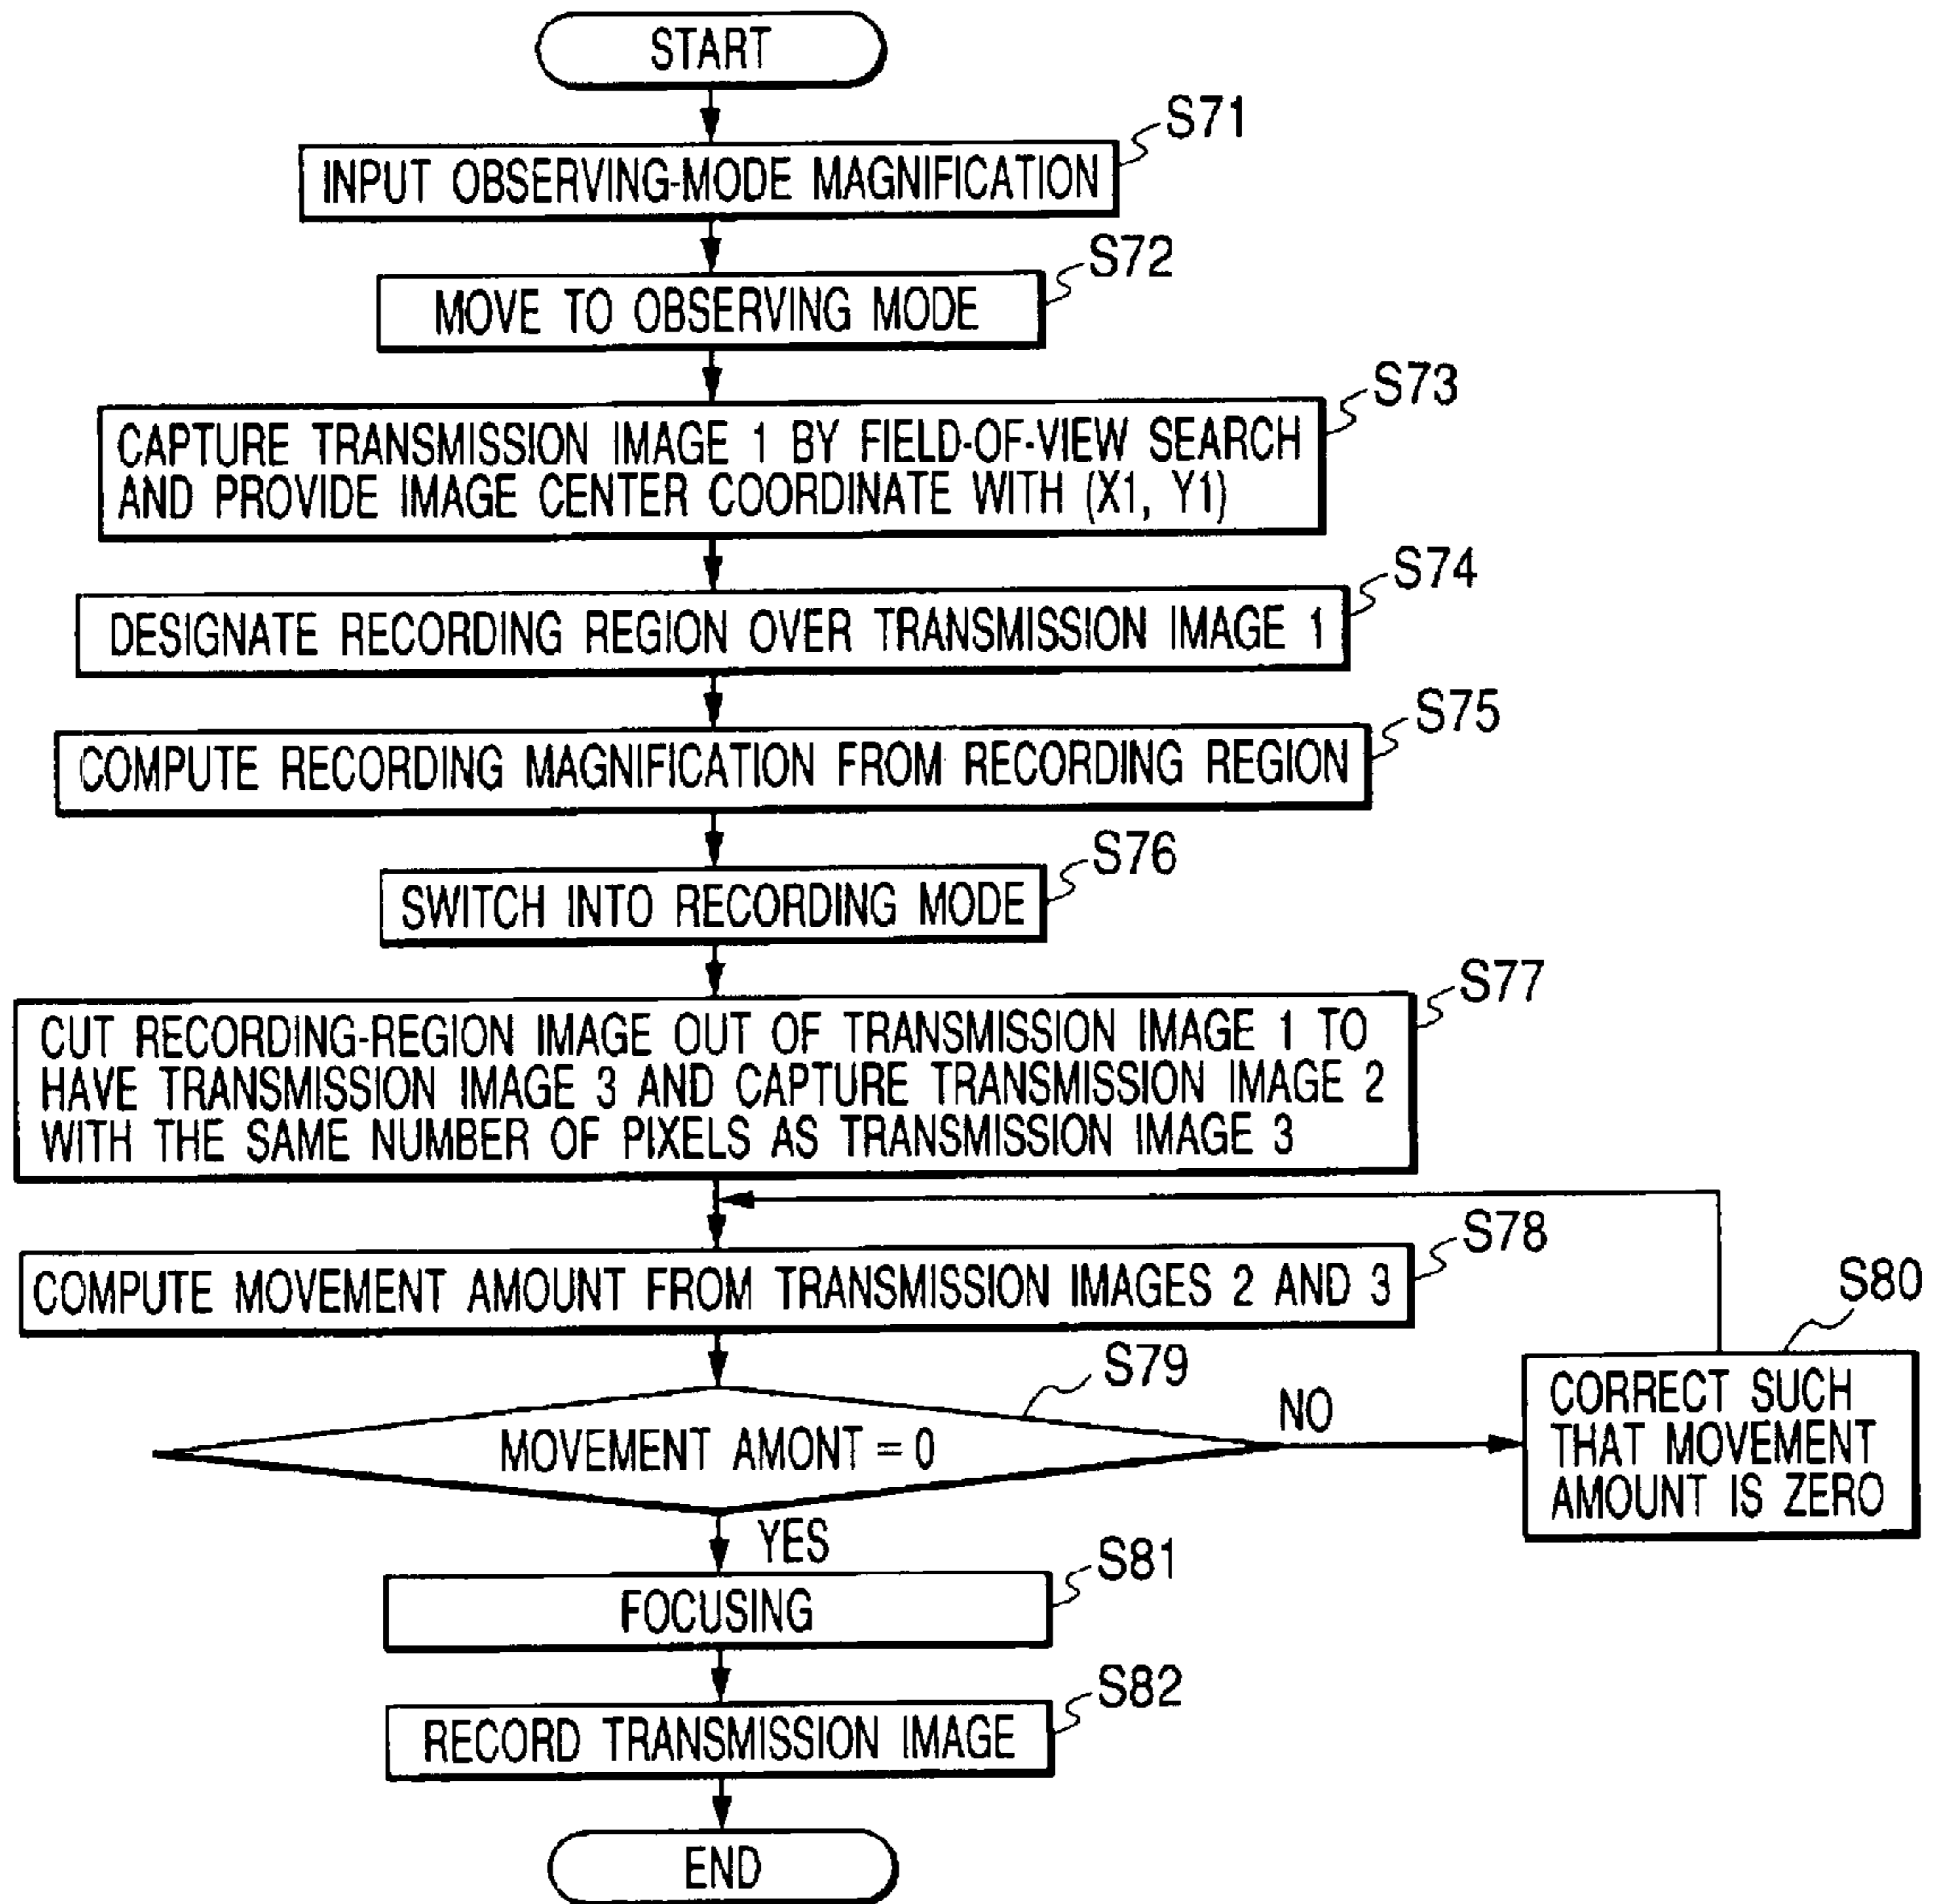 START
S71
INPUT OBSERVING-MODE MAGNIFICATION
S72
MOVE TO OBSERVING MODE
S73
CAPTURE TRANSMISSION IMAGE 1 BY FIELD-OF-VIEW SEARCH
AND PROVIDE IMAGE CENTER COORDINATE WITH (X1, Y1)
S74
DESIGNATE RECORDING REGION OVER TRANSMISSION IMAGE 1
S75
COMPUTE RECORDING MAGNIFICATION FROM RECORDING REGION
S76
SWITCH INTO RECORDING MODE
S77
CUT RECORDING-REGION IMAGE OUT OF TRANSMISSION IMAGE 1 TO
HAVE TRANSMISSION IMAGE 3 AND CAPTURE TRANSMISSION IMAGE 2
WITH THE SAME NUMBER OF PIXELS AS TRANSMISSION IMAGE 3
S78
COMPUTE MOVEMENT AMOUNT FROM TRANSMISSION IMAGES 2 AND 3
S79
MOVEMENT AMONT = 0
NO
S80
CORRECT SUCH
THAT MOVEMENT
AMOUNT IS ZERO
YES
S81
FOCUSING
S82
RECORD TRANSMISSION IMAGE
END